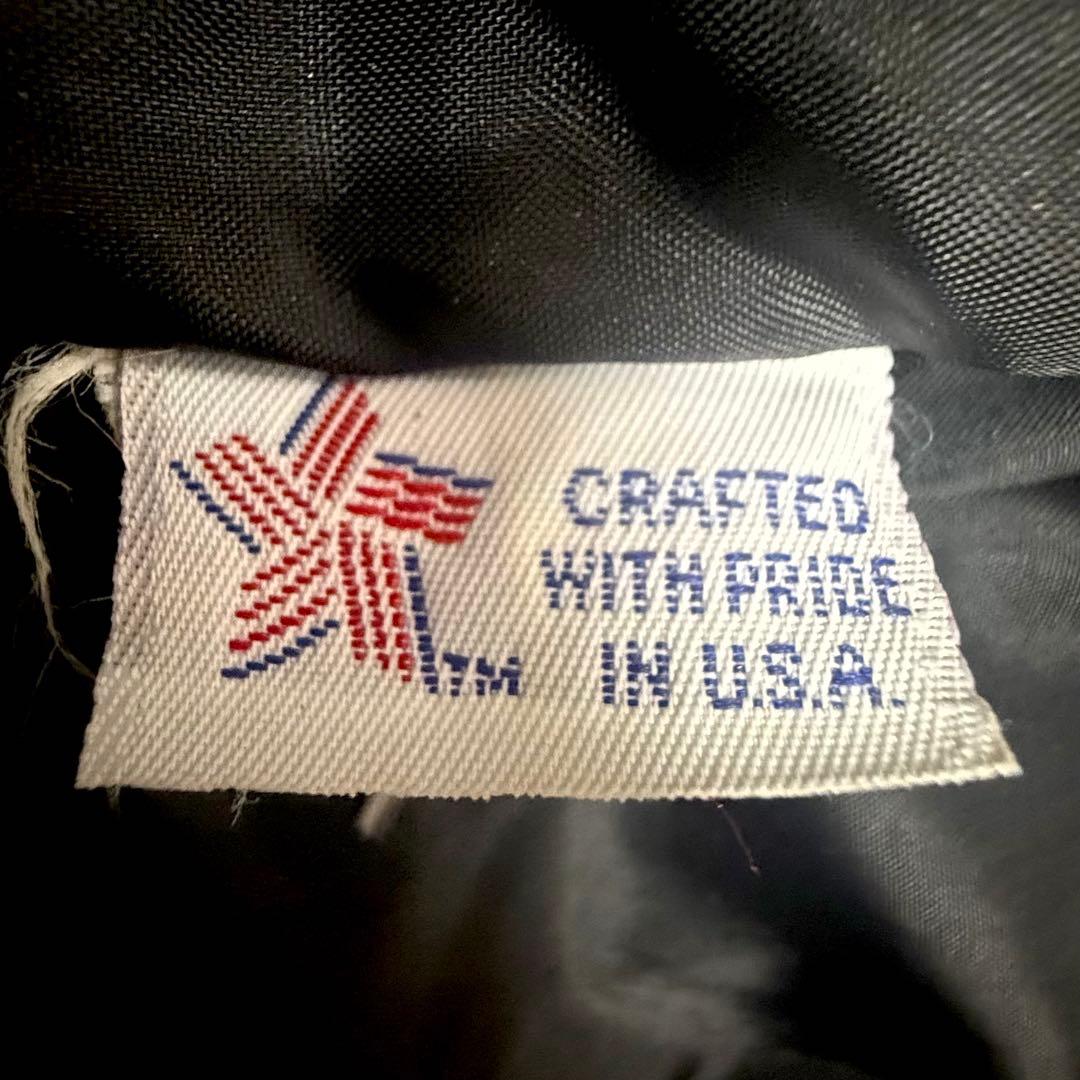 CRAFTED
WITH PRIDE
IN U.S.A.
TM